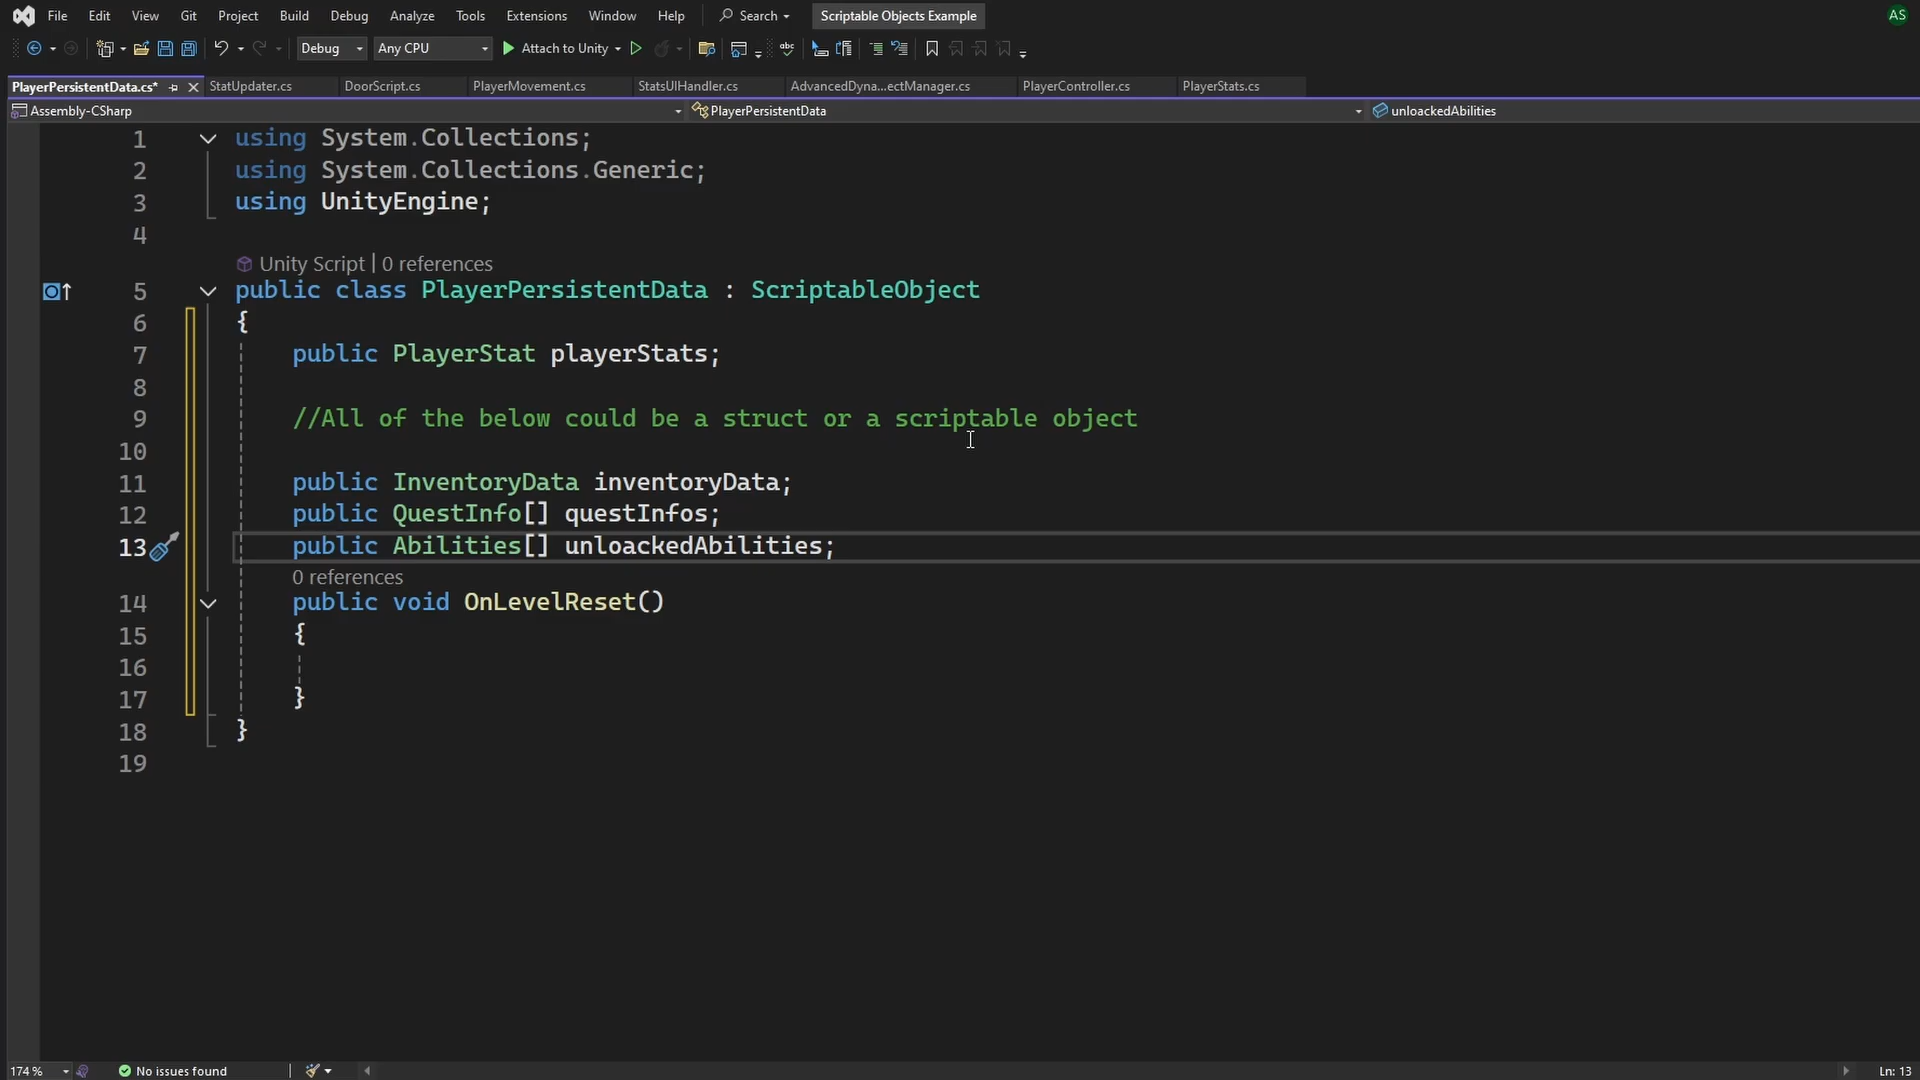 File Edit View Git Project Build Debug Analyze Tools Extensions Window Help Search Scriptable Objects Example AS
Debug Any CPU Attach to Unity
PlayerPersistentData.cs* StatUpdater.cs DoorScript.cs PlayerMovement.cs StatsUIHandler.cs AdvancedDyna...ectManager.cs PlayerController.cs PlayerStats.cs
Assembly-CSharp PlayerPersistentData unloackedAbilities
1 using System.Collections;
2 using System.Collections.Generic;
3 using UnityEngine;
4
Unity Script | 0 references
5 public class PlayerPersistentData : ScriptableObject
6 {
7 public PlayerStat playerStats;
8
9 //All of the below could be a struct or a scriptable object
10
11 public InventoryData inventoryData;
12 public QuestInfo[] questInfos;
13 public Abilities[] unloackedAbilities;
0 references
14 public void OnLevelReset()
15 {
16
17 }
18 }
19
174 % No issues found Ln: 13